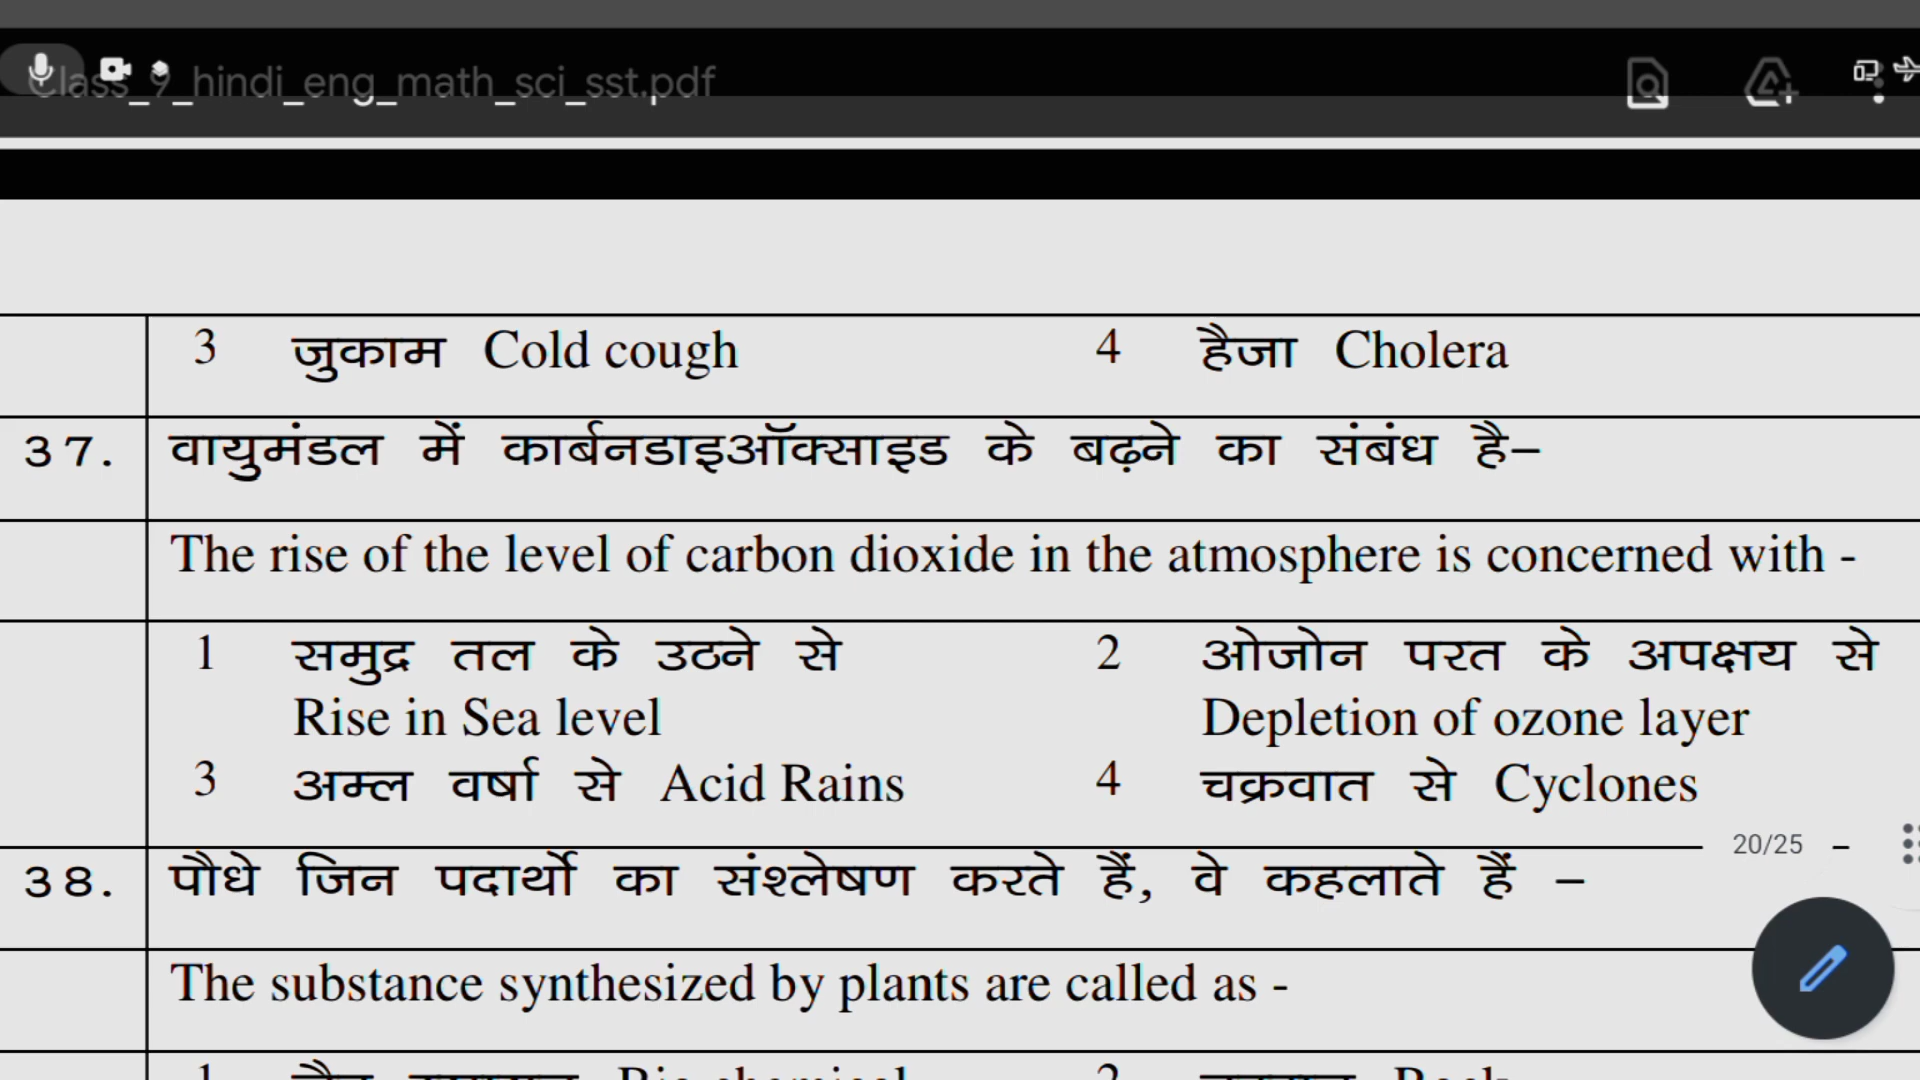 Class_9_hindi_eng_math_sci_sst.pdf
3 जुकाम Cold cough 4 हैजा Cholera
37. वायुमंडल में कार्बनडाइऑक्साइड के बढ़ने का संबंध है–
The rise of the level of carbon dioxide in the atmosphere is concerned with -
1 समुद्र तल के उठने से 2 ओजोन परत के अपक्षय से
Rise in Sea level Depletion of ozone layer
3 अम्ल वर्षा से Acid Rains 4 चक्रवात से Cyclones
20/25
38. पौधे जिन पदार्थो का संश्लेषण करते हैं, वे कहलाते हैं –
The substance synthesized by plants are called as -